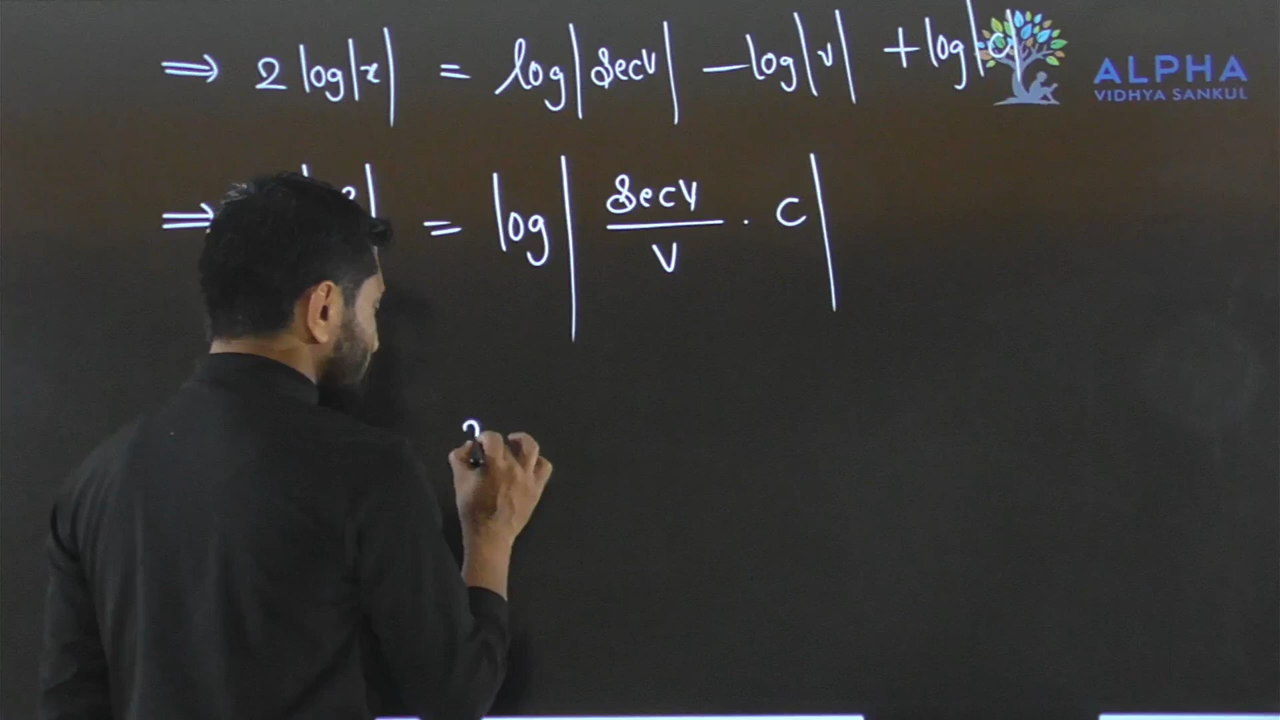 ⇒ 2 log|x| = log|secv| − log|v| + log|c|
ALPHA
VIDHYA SANKUL
⇒ = log| secv / v · c|